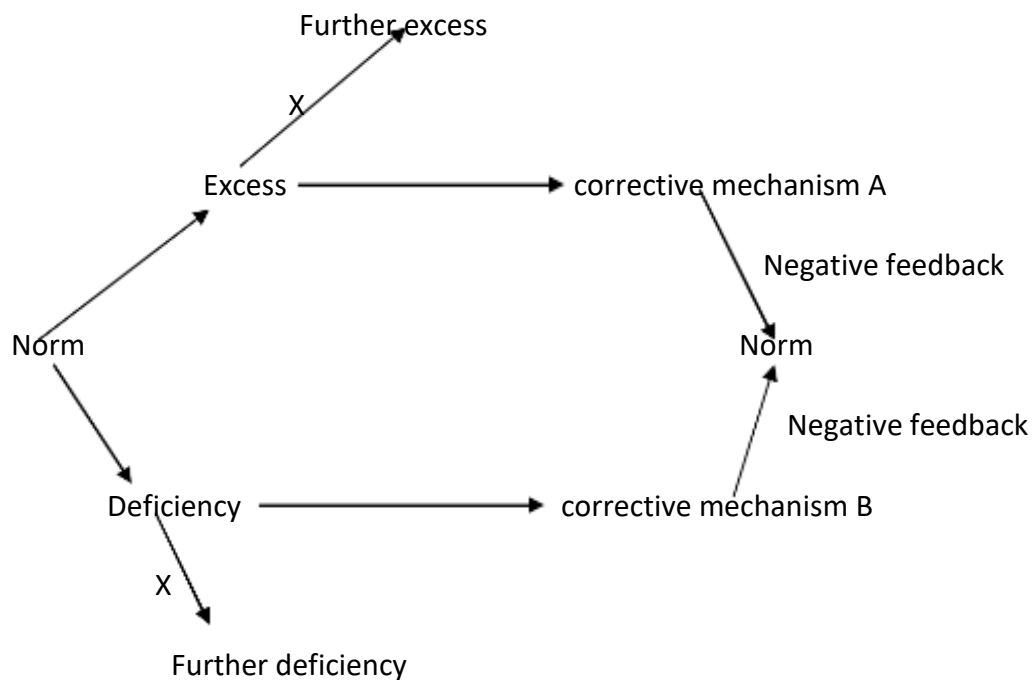 Further excess
X
Excess
corrective mechanism A
Negative feedback
Norm
Norm
Negative feedback
Deficiency
corrective mechanism B
X
Further deficiency